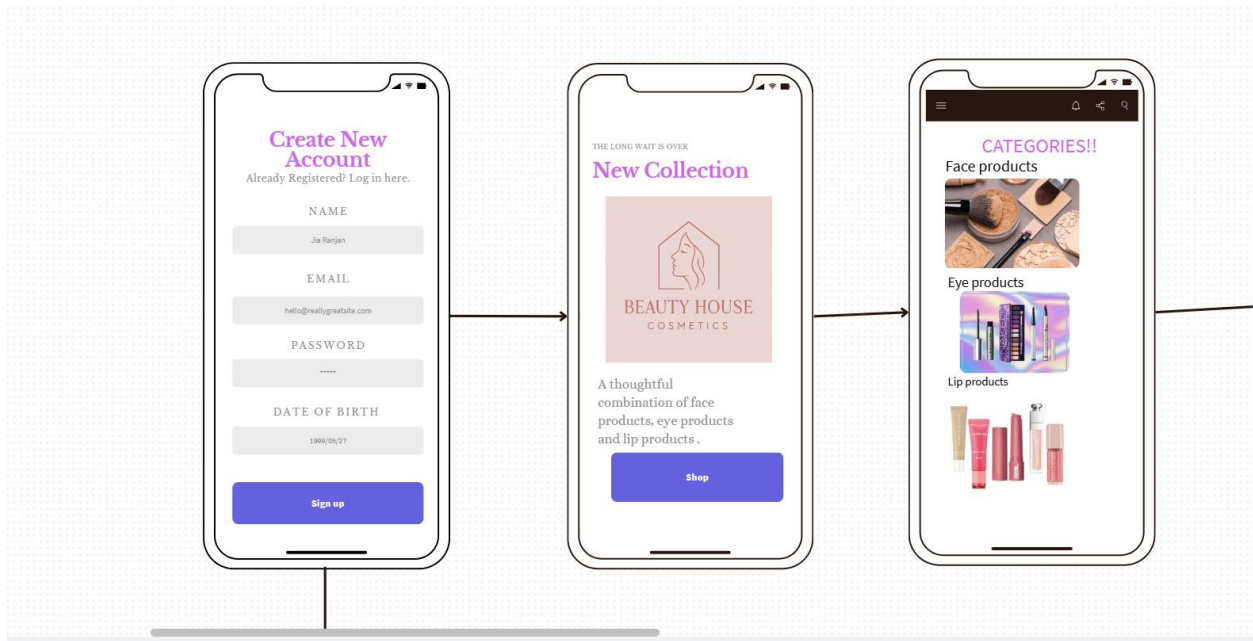 Create New
Account
Already Registered? Log in here.
NAME
Jia Ranjan
EMAIL
hello@reallygreatsite.com
PASSWORD
*****
DATE OF BIRTH
1999/05/27
Sign up
THE LONG WAIT IS OVER
New Collection
BEAUTY HOUSE
COSMETICS
A thoughtful
combination of face
products, eye products
and lip products .
Shop
CATEGORIES!!
Face products
Eye products
Lip products